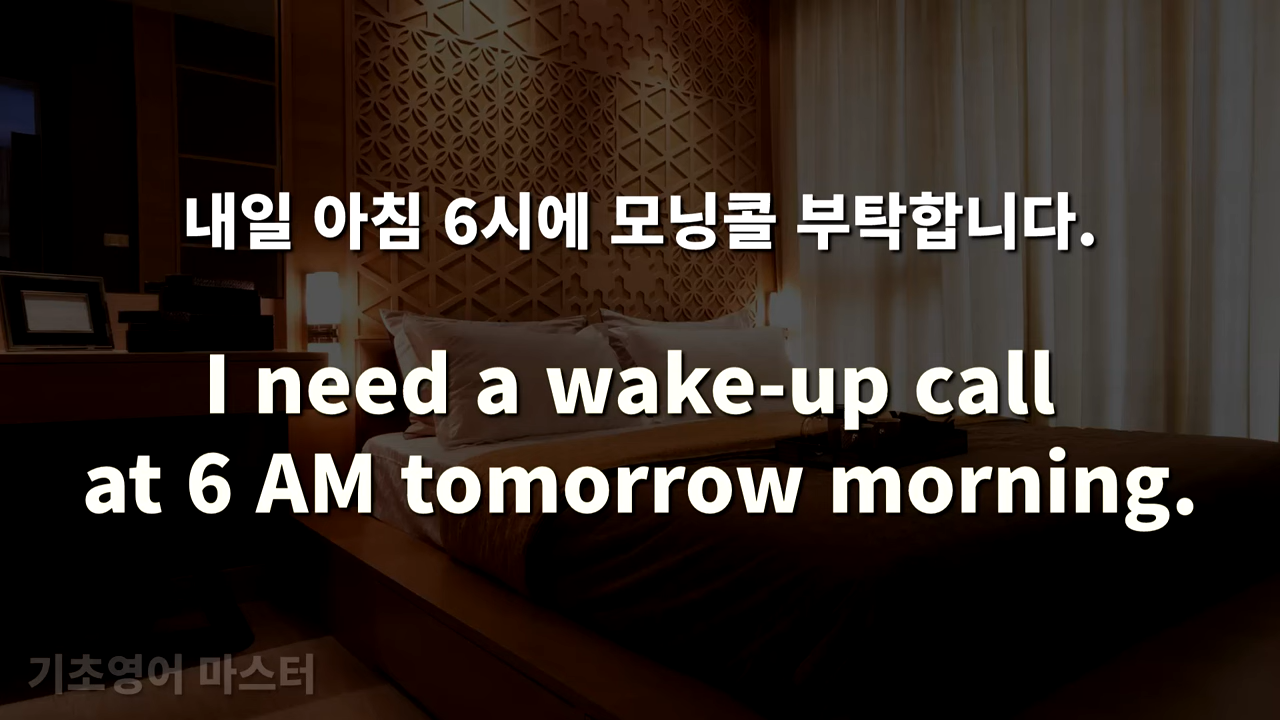 내일 아침 6시에 모닝콜 부탁합니다.
I need a wake-up call
at 6 AM tomorrow morning.
기초영어 마스터